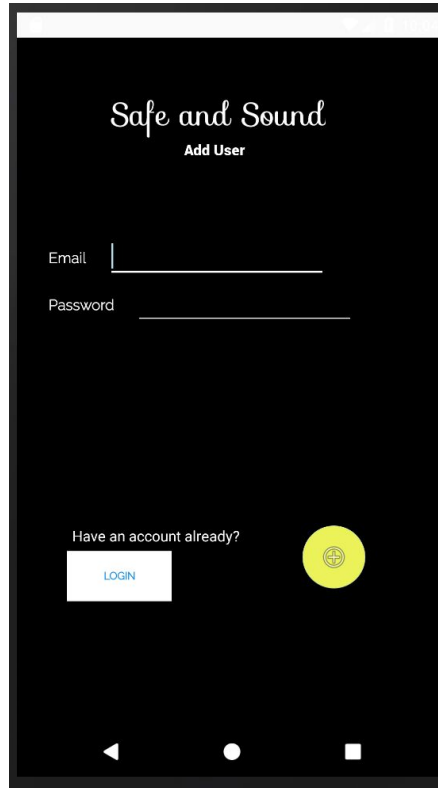 Safe and Sound
Add User
Email
Password
Have an account already?
LOGIN